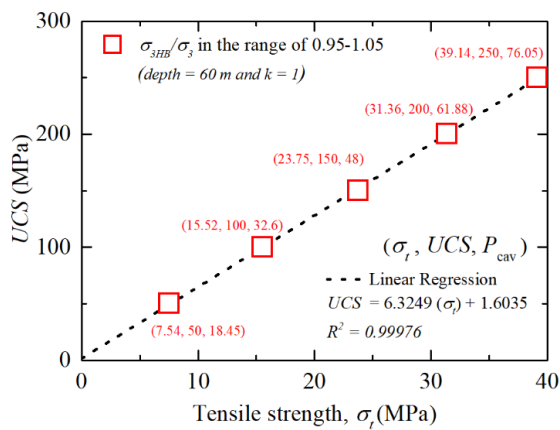 300
σ3HB/σ3 in the range of 0.95-1.05
(depth = 60 m and k = 1)
(39.14, 250, 76.05)
(31.36, 200, 61.88)
200
(23.75, 150, 48)
UCS (MPa)
(15.52, 100, 32.6)
100
(σt, UCS, Pcav)
Linear Regression
UCS = 6.3249 (σt) + 1.6035
(7.54, 50, 18.45)
R² = 0.99976
0
0 10 20 30 40
Tensile strength, σt (MPa)